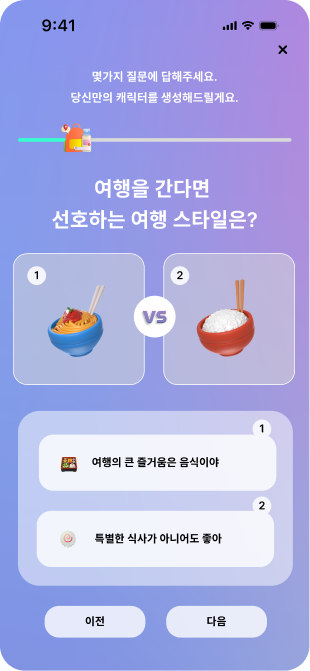 9:41
몇가지 질문에 답해주세요.
당신만의 캐릭터를 생성해드릴게요.
여행을 간다면
선호하는 여행 스타일은?
1
2
VS
1
여행의 큰 즐거움은 음식이야
2
특별한 식사가 아니어도 좋아
이전
다음